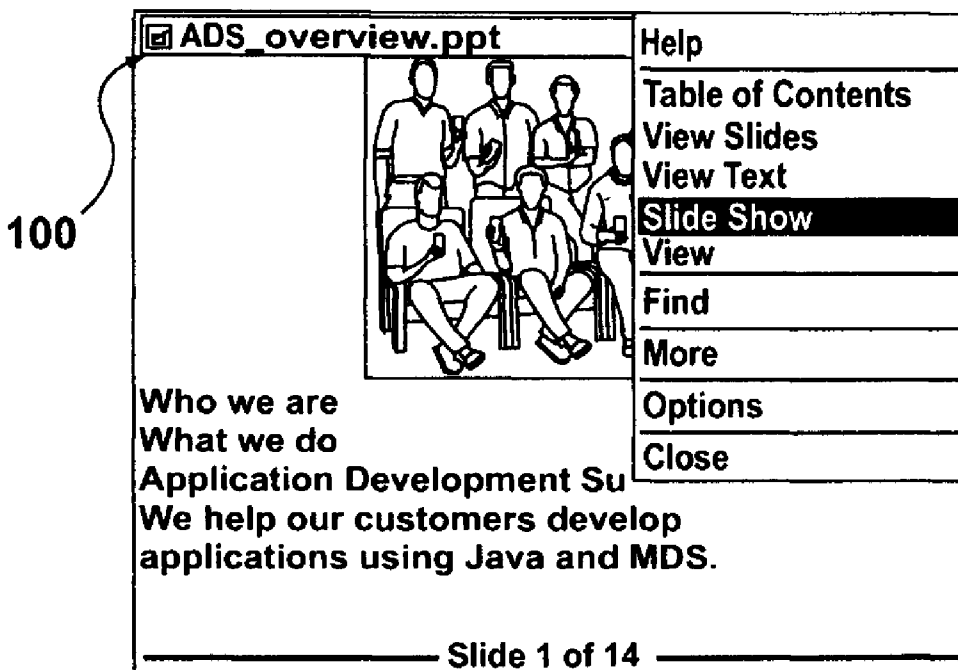 ADS_overview.ppt
Help
Table of Contents
View Slides
View Text
Slide Show
View
Find
More
Options
Close
100
Who we are
What we do
Application Development Su
We help our customers develop
applications using Java and MDS.
Slide 1 of 14